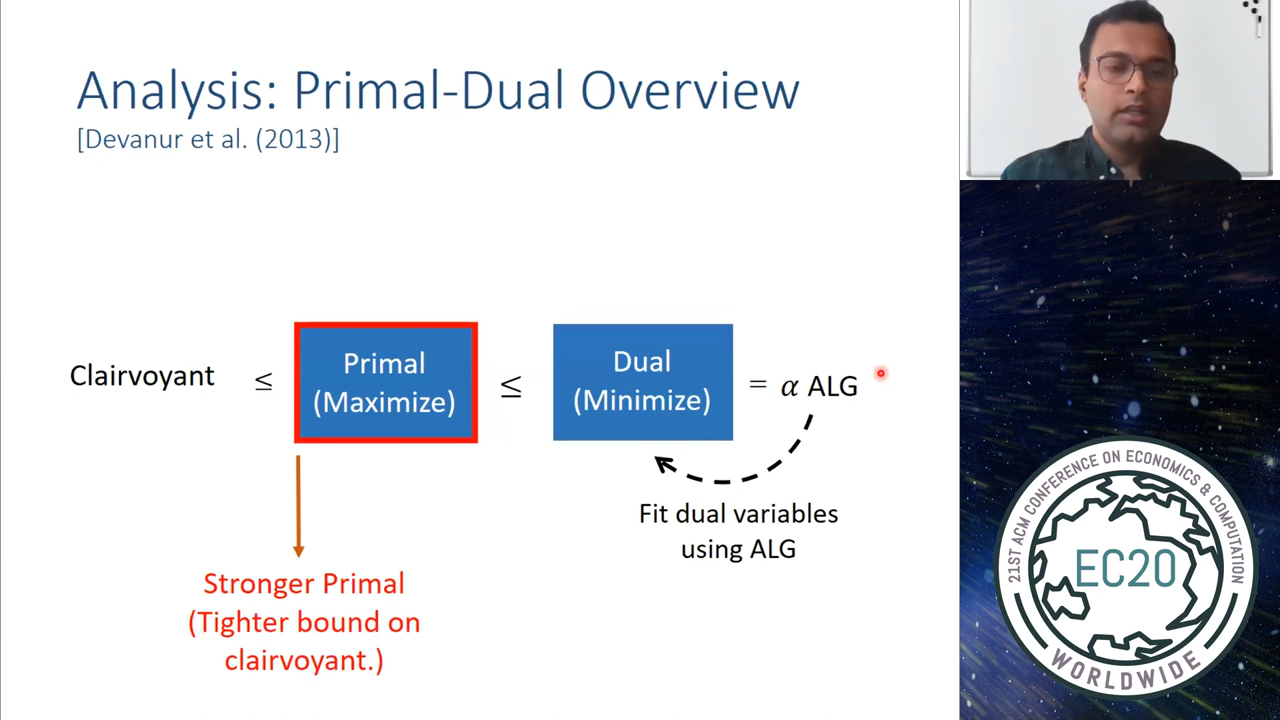 Analysis: Primal-Dual Overview
[Devanur et al. (2013)]
Clairvoyant ≤ Primal (Maximize) ≤ Dual (Minimize) = α ALG
Fit dual variables
using ALG
Stronger Primal
(Tighter bound on
clairvoyant.)
21ST ACM CONFERENCE ON ECONOMICS & COMPUTATION
EC20
WORLDWIDE